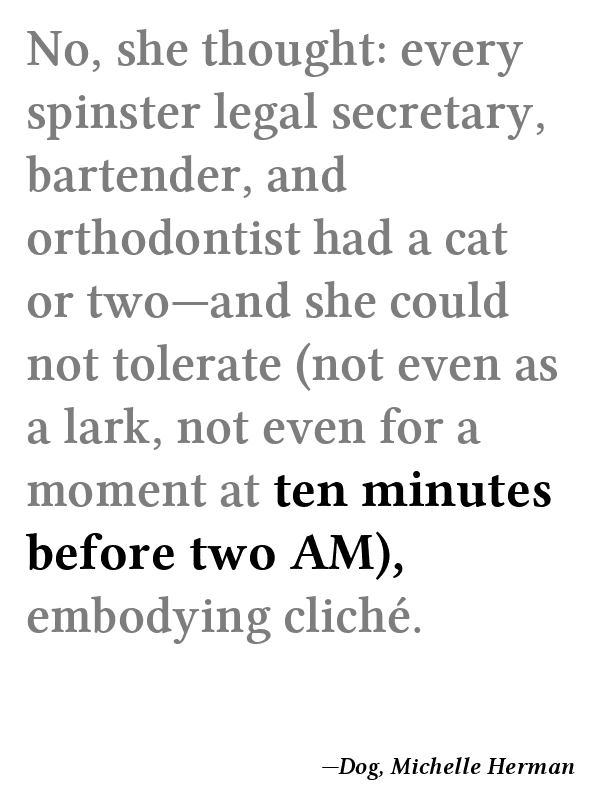 No, she thought: every
spinster legal secretary,
bartender, and
orthodontist had a cat
or two—and she could
not tolerate (not even as
a lark, not even for a
moment at ten minutes
before two AM),
embodying cliché.
—Dog, Michelle Herman